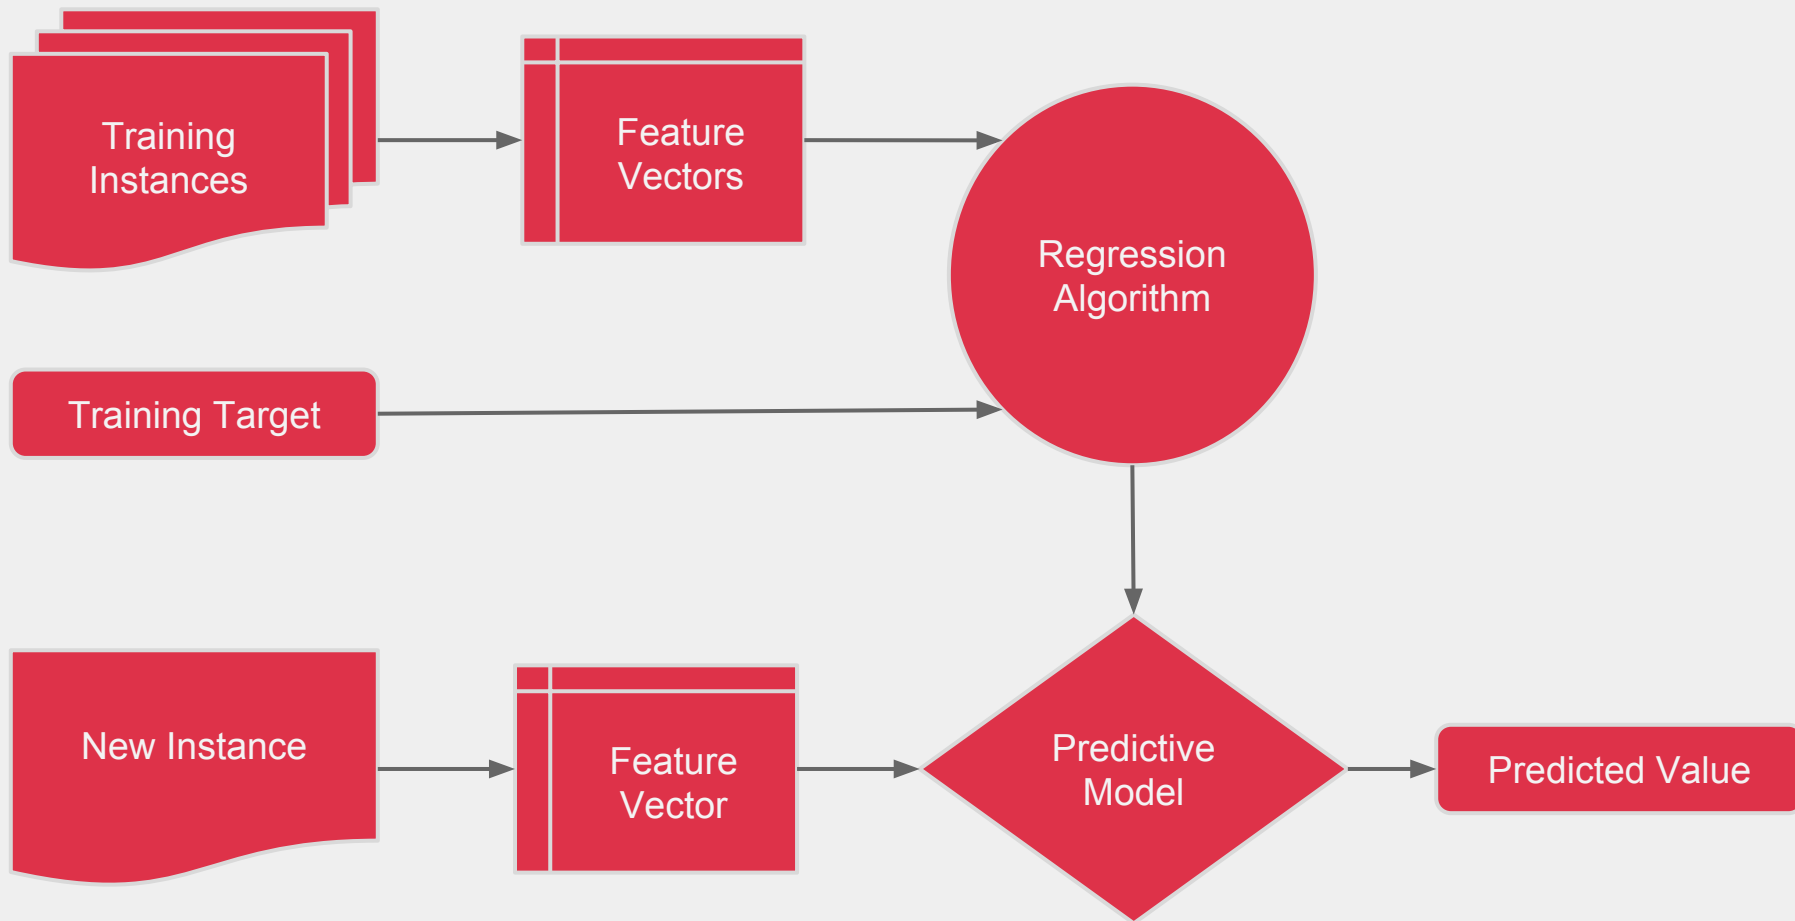 Training
Instances
Feature
Vectors
Regression
Algorithm
Training Target
New Instance
Feature
Vector
Predictive
Model
Predicted Value